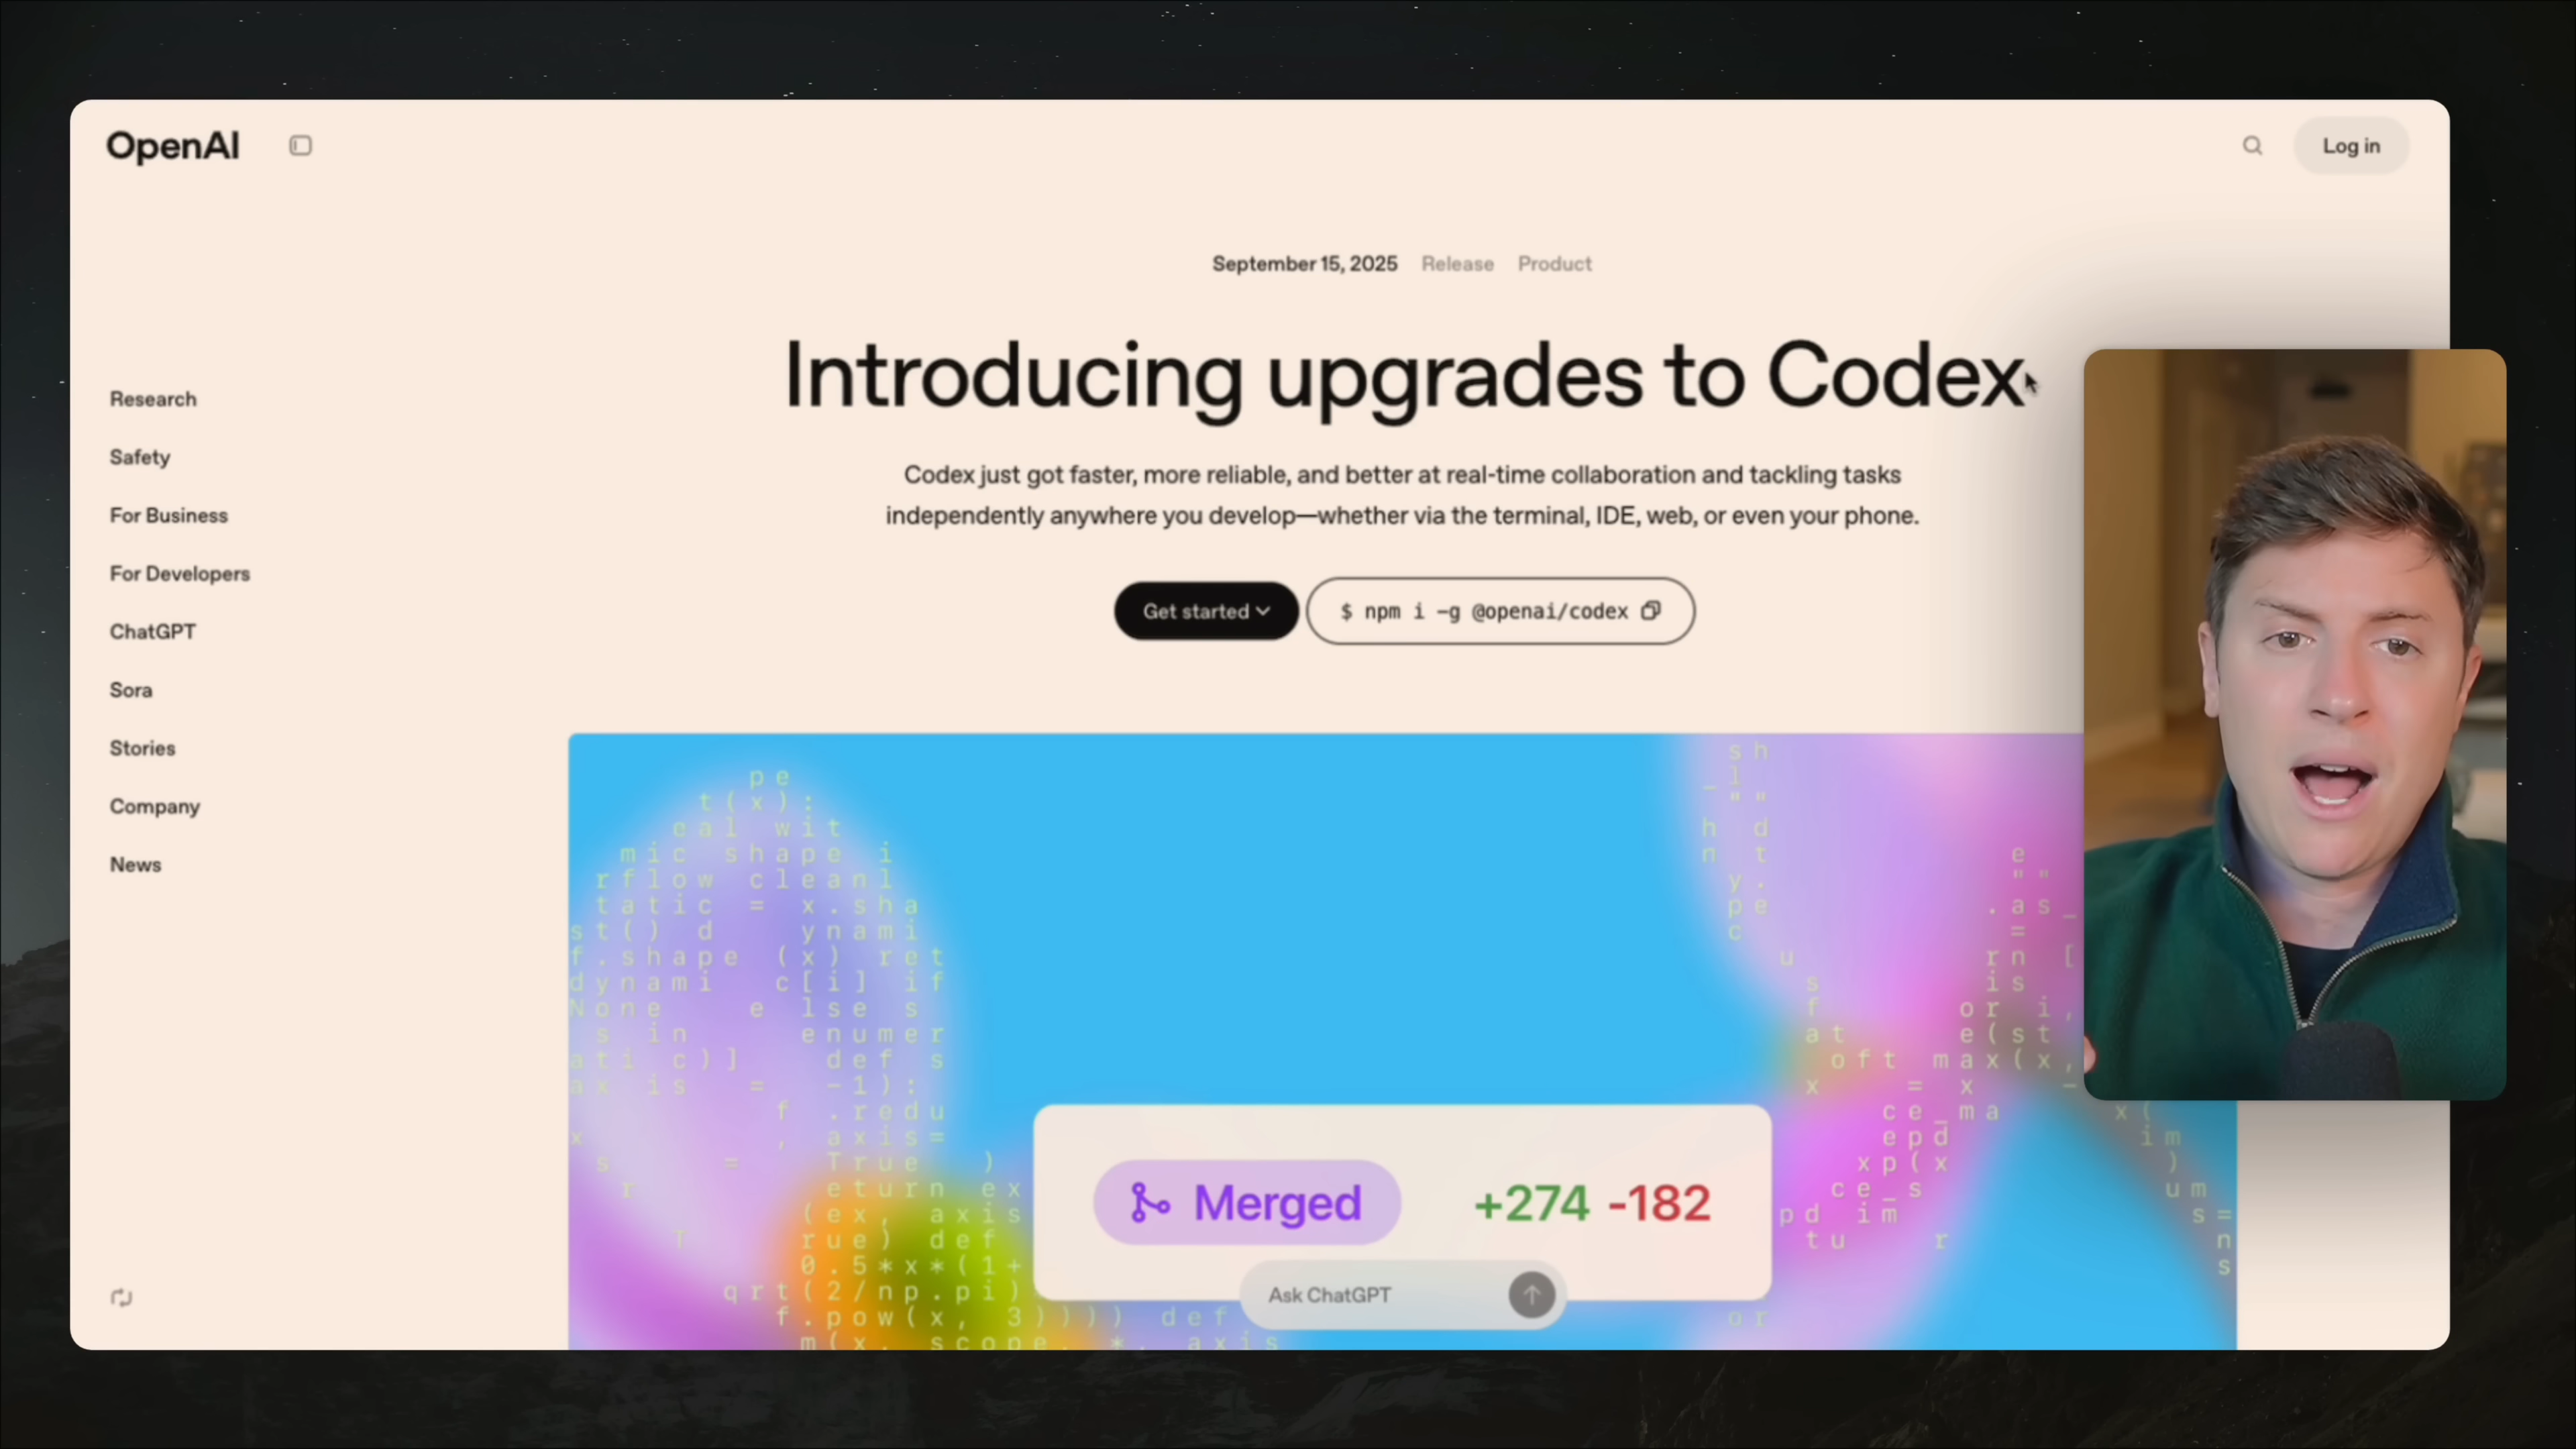 OpenAI
Log in
September 15, 2025 Release Product
Introducing upgrades to Codex
Codex just got faster, more reliable, and better at real-time collaboration and tackling tasks
independently anywhere you develop—whether via the terminal, IDE, web, or even your phone.
Get started
$ npm i -g @openai/codex
Research
Safety
For Business
For Developers
ChatGPT
Sora
Stories
Company
News
Merged +274 -182
Ask ChatGPT